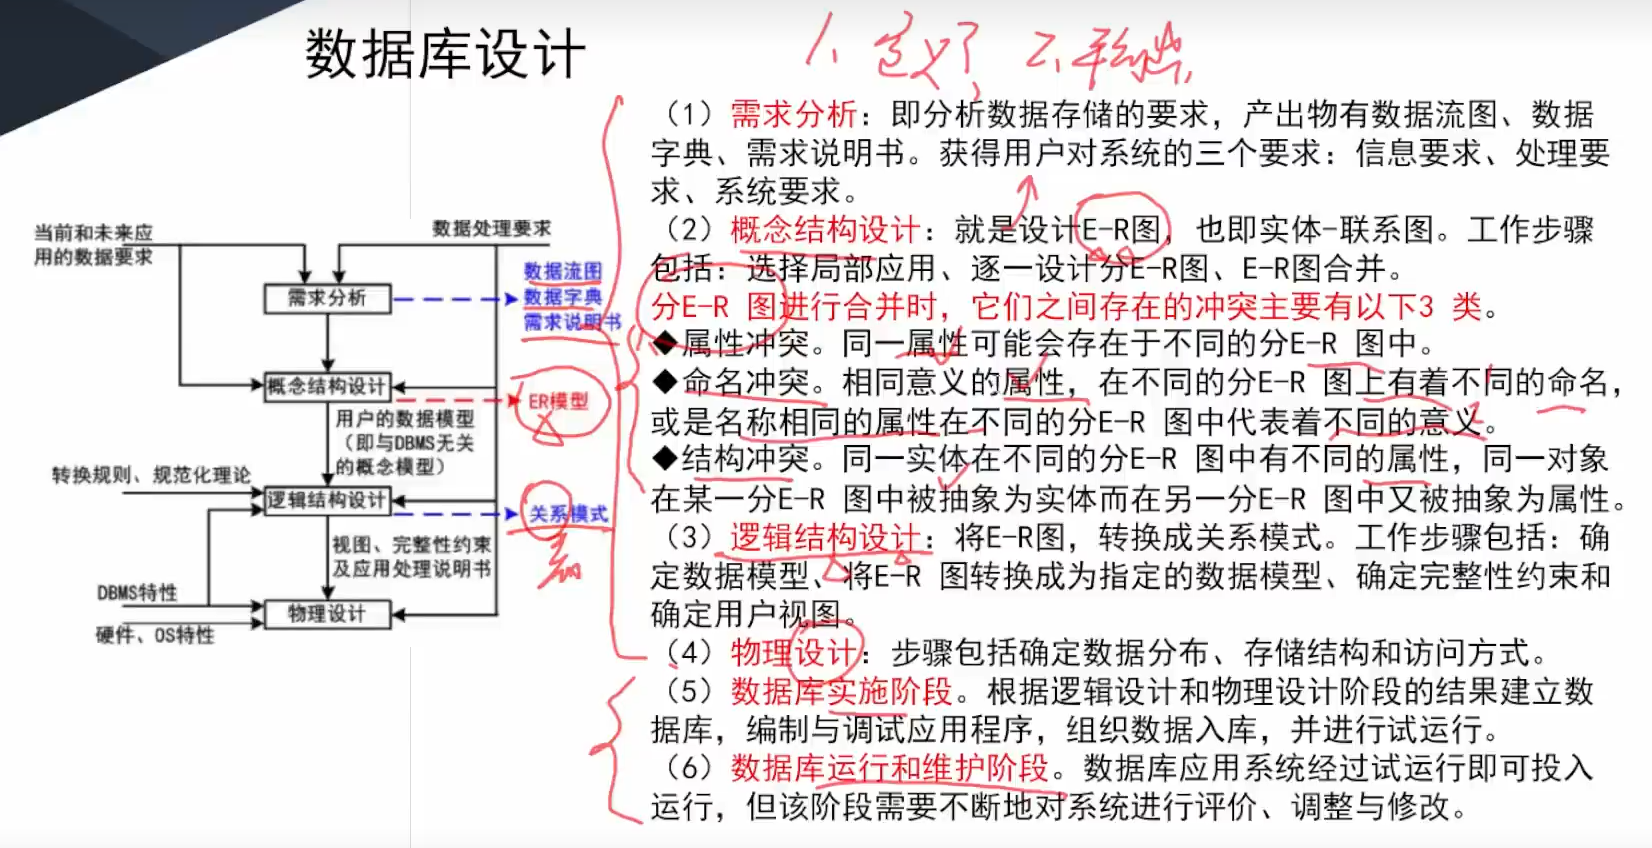 数据库设计
（1）需求分析：即分析数据存储的要求，产出物有数据流图、数据
字典、需求说明书。获得用户对系统的三个要求：信息要求、处理要
求、系统要求。
（2）概念结构设计：就是设计E-R图，也即实体-联系图。工作步骤
包括：选择局部应用、逐一设计分E-R图、E-R图合并。
分E-R 图进行合并时，它们之间存在的冲突主要有以下3 类。
◆属性冲突。同一属性可能会存在于不同的分E-R 图中。
◆命名冲突。相同意义的属性，在不同的分E-R 图上有着不同的命名，
或是名称相同的属性在不同的分E-R 图中代表着不同的意义。
◆结构冲突。同一实体在不同的分E-R 图中有不同的属性，同一对象
在某一分E-R 图中被抽象为实体而在另一分E-R 图中又被抽象为属性。
（3）逻辑结构设计：将E-R图，转换成关系模式。工作步骤包括：确
定数据模型、将E-R 图转换成为指定的数据模型、确定完整性约束和
确定用户视图。
（4）物理设计：步骤包括确定数据分布、存储结构和访问方式。
（5）数据库实施阶段。根据逻辑设计和物理设计阶段的结果建立数
据库，编制与调试应用程序，组织数据入库，并进行试运行。
（6）数据库运行和维护阶段。数据库应用系统经过试运行即可投入
运行，但该阶段需要不断地对系统进行评价、调整与修改。
当前和未来应
用的数据要求
数据处理要求
需求分析
数据流图
数据字典
需求说明书
概念结构设计
ER模型
用户的数据模型
（即与DBMS无关
的概念模型）
转换规则、规范化理论
逻辑结构设计
关系模式
表
视图、完整性约束
及应用处理说明书
DBMS特性
物理设计
硬件、OS特性